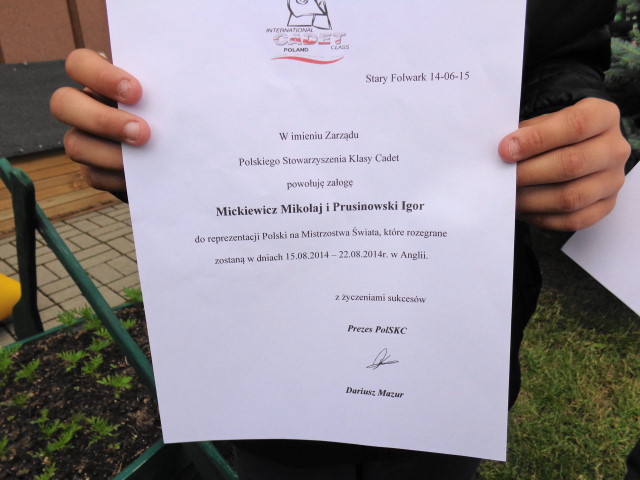 INTERNATIONAL
CADET
POLAND CLASS
Stary Folwark 14-06-15
W imieniu Zarządu
Polskiego Stowarzyszenia Klasy Cadet
powołuję załogę
Mickiewicz Mikołaj i Prusinowski Igor
do reprezentacji Polski na Mistrzostwa Świata, które rozegrane
zostaną w dniach 15.08.2014 – 22.08.2014r. w Anglii.
z życzeniami sukcesów
Prezes PolSKC
Dariusz Mazur